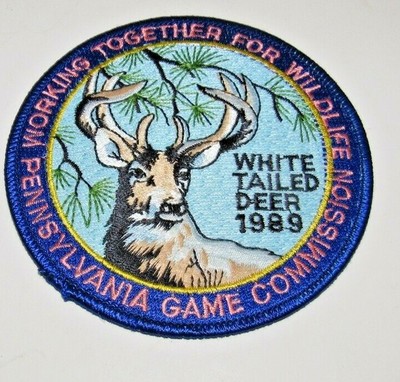 WORKING TOGETHER FOR WILDLIFE
WHITE
TAILED
DEER
1989
PENNSYLVANIA GAME COMMISSION